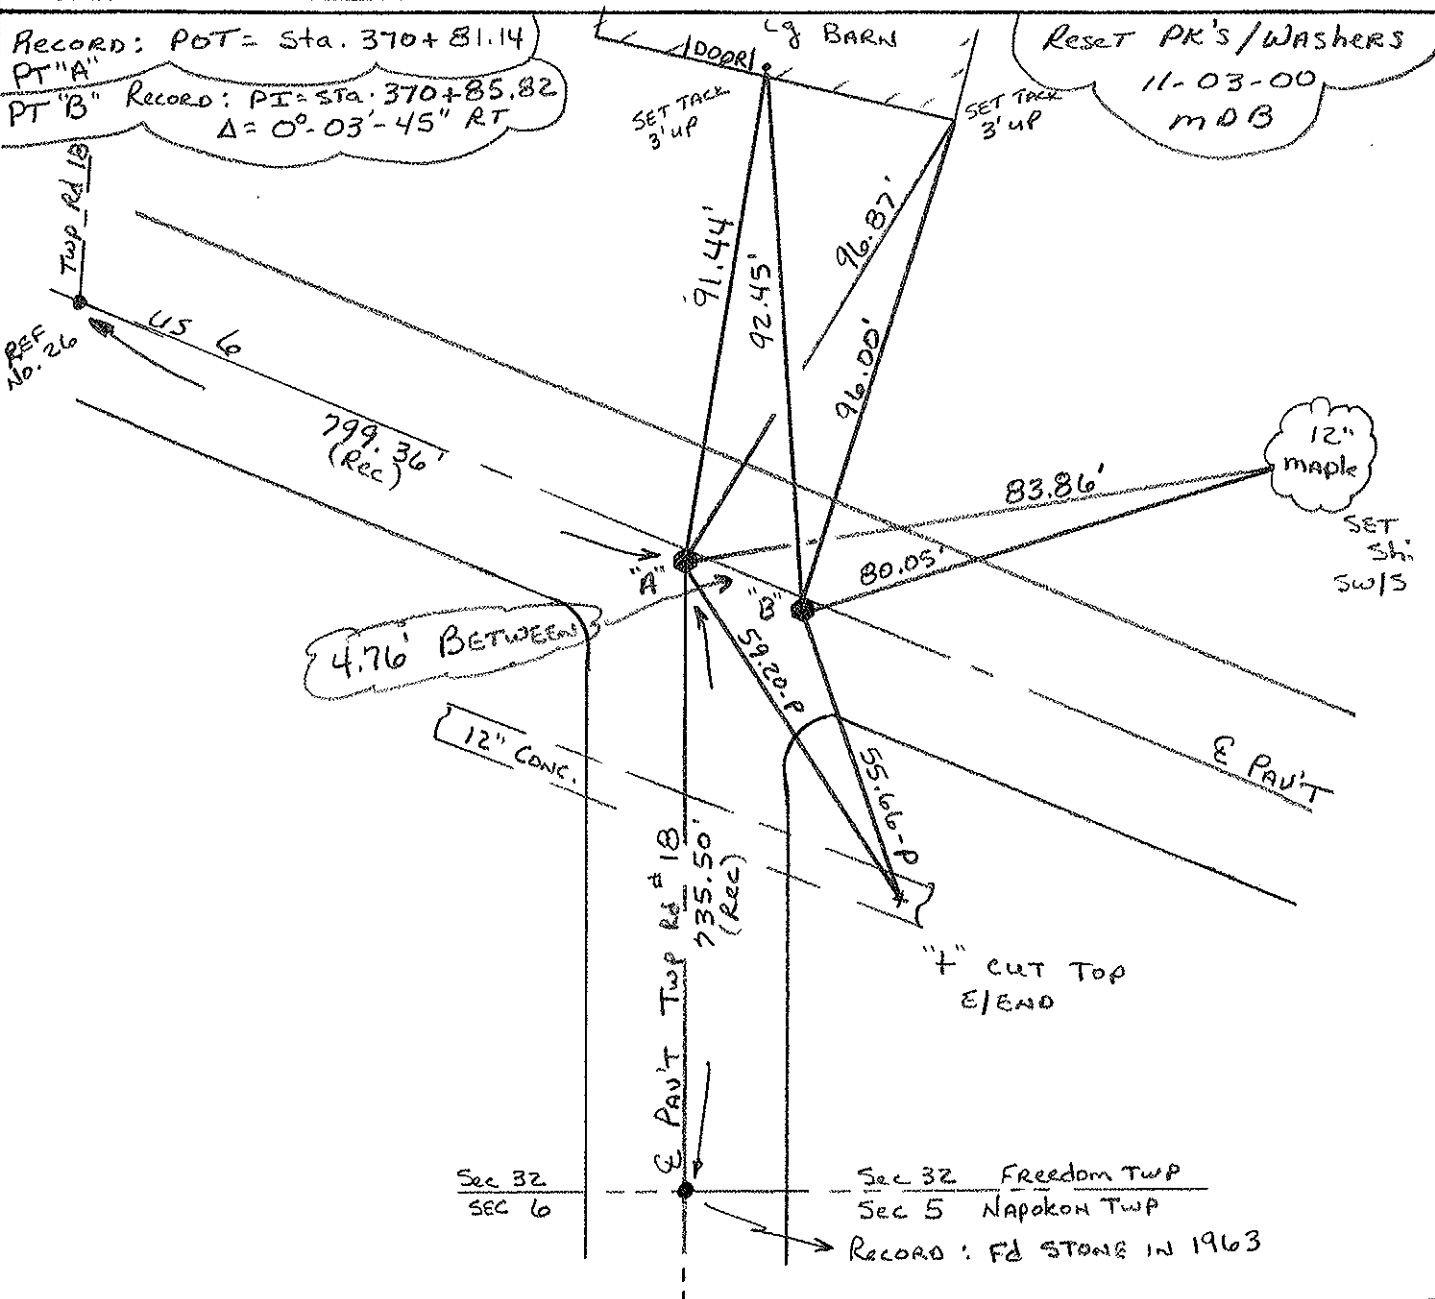 Record: POT = Sta. 370+81.14
PT "A"
PT "B" Record: PI = STa. 370+85.82
Δ = 0°-03'-45" RT
Lg BARN
DOOR
Reset PK's/WAShers
11-03-00
MDB
SET TACK
3' UP
SET TACK
3' UP
Twp Rd 18
REF
No. 26
US 6
799.36'
(Rec)
91.44'
92.45'
96.87'
96.00'
12"
maple
83.86'
80.05'
SET
SW/S
"A"
"B"
4.76' BETWEEN
59.20-P
55.66-P
12" CONC.
℄ PAV'T
℄ PAV'T Twp Rd #18
735.50'
(Rec)
"+" CUT TOP
E/END
Sec 32
SEC 6
Sec 32 Freedom TWP
Sec 5 NApoKoN TWP
RecoRD : Fd STONE IN 1963